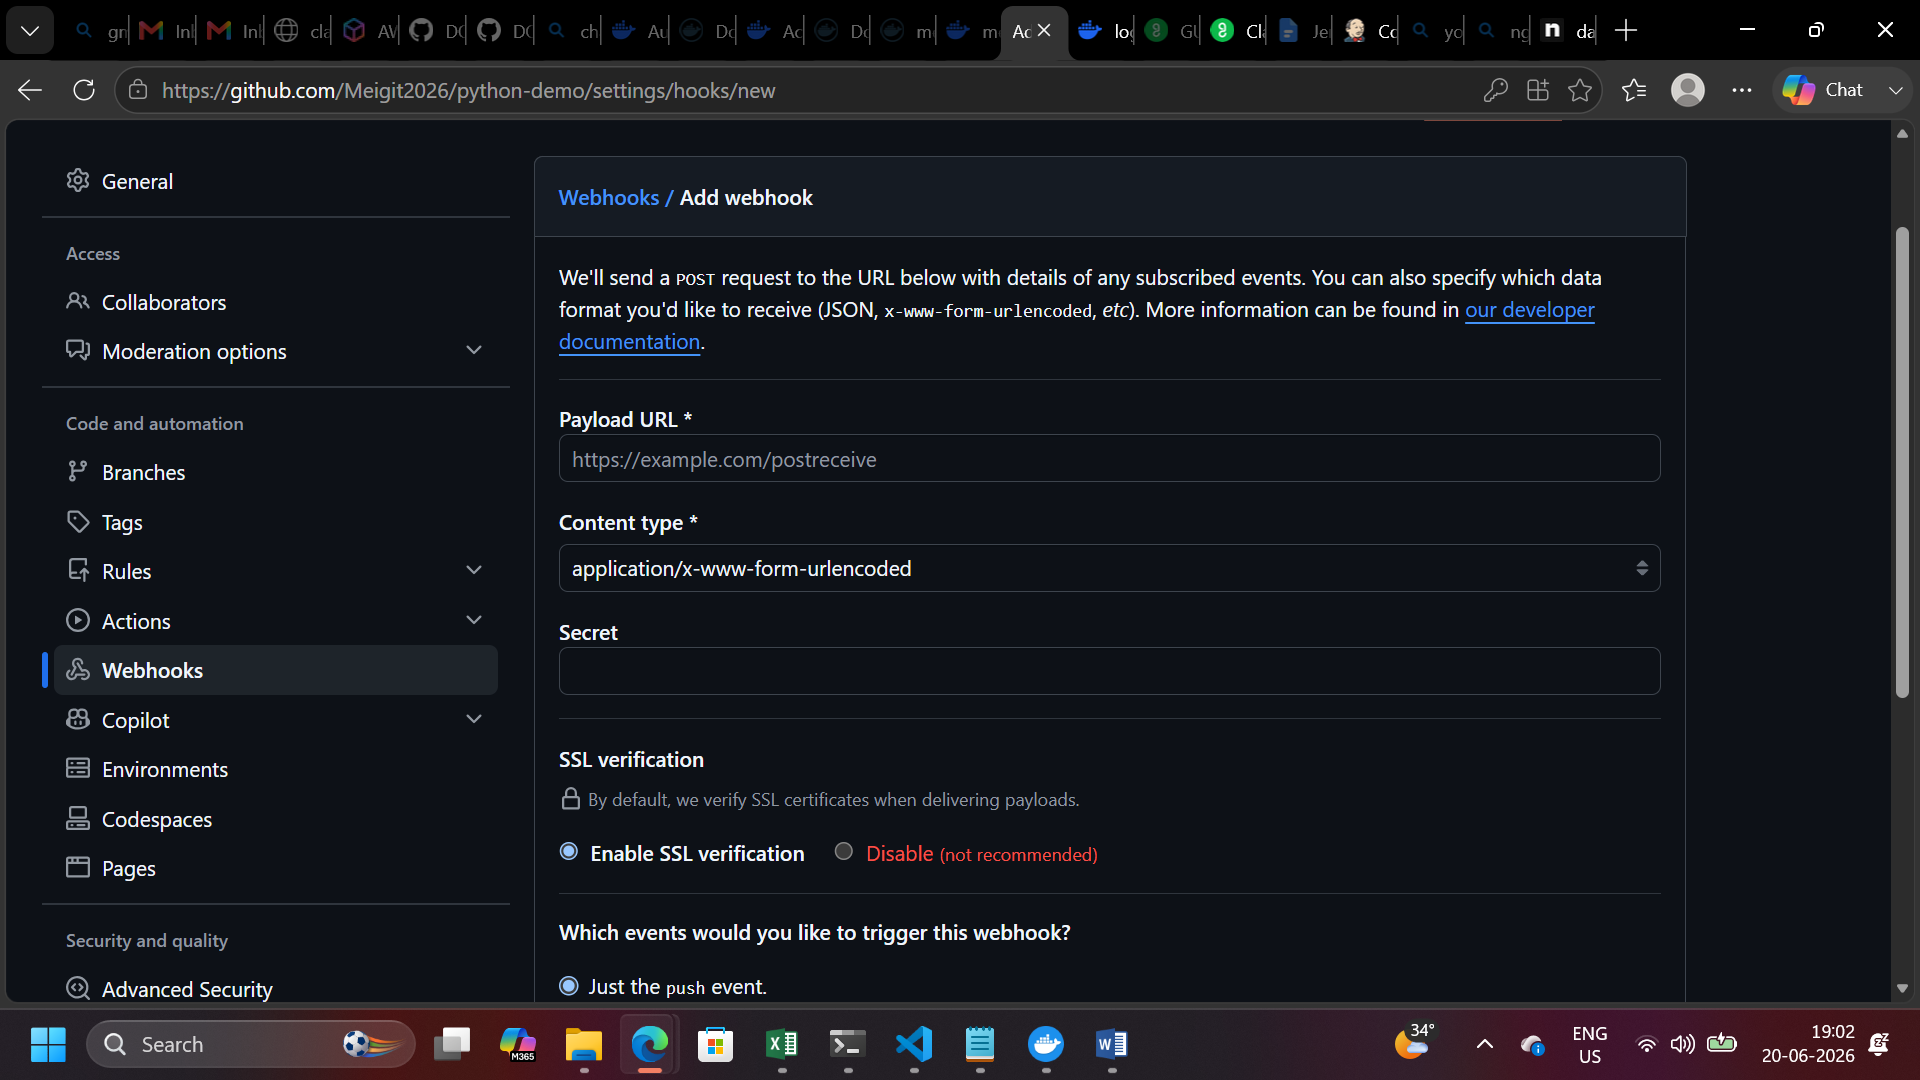 https://github.com/Meigit2026/python-demo/settings/hooks/new
Chat
General
Access
Collaborators
Moderation options
Code and automation
Branches
Tags
Rules
Actions
Webhooks
Copilot
Environments
Codespaces
Pages
Security and quality
Advanced Security
Webhooks / Add webhook
We'll send a POST request to the URL below with details of any subscribed events. You can also specify which data
format you'd like to receive (JSON, x-www-form-urlencoded, etc). More information can be found in our developer
documentation.
Payload URL *
https://example.com/postreceive
Content type *
application/x-www-form-urlencoded
Secret
SSL verification
By default, we verify SSL certificates when delivering payloads.
Enable SSL verification
Disable (not recommended)
Which events would you like to trigger this webhook?
Just the push event.
Search
M365
34°
ENG
US
19:02
20-06-2026